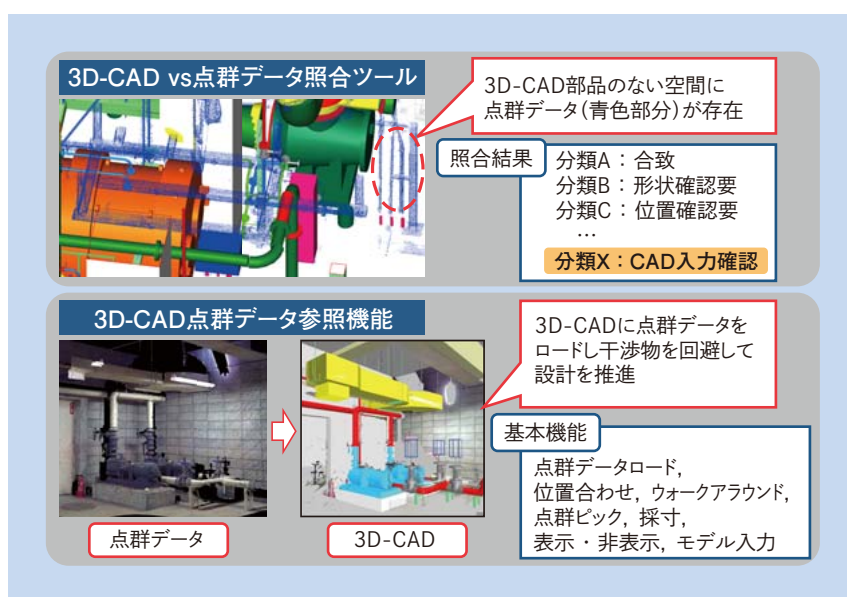 3D-CAD vs点群データ照合ツール
3D-CAD部品のない空間に
点群データ(青色部分)が存在
照合結果
分類A：合致
分類B：形状確認要
分類C：位置確認要
…
分類X：CAD入力確認
3D-CAD点群データ参照機能
3D-CADに点群データを
ロードし干渉物を回避して
設計を推進
基本機能
点群データロード,
位置合わせ, ウォークアラウンド,
点群ピック, 採寸,
表示・非表示, モデル入力
点群データ
3D-CAD